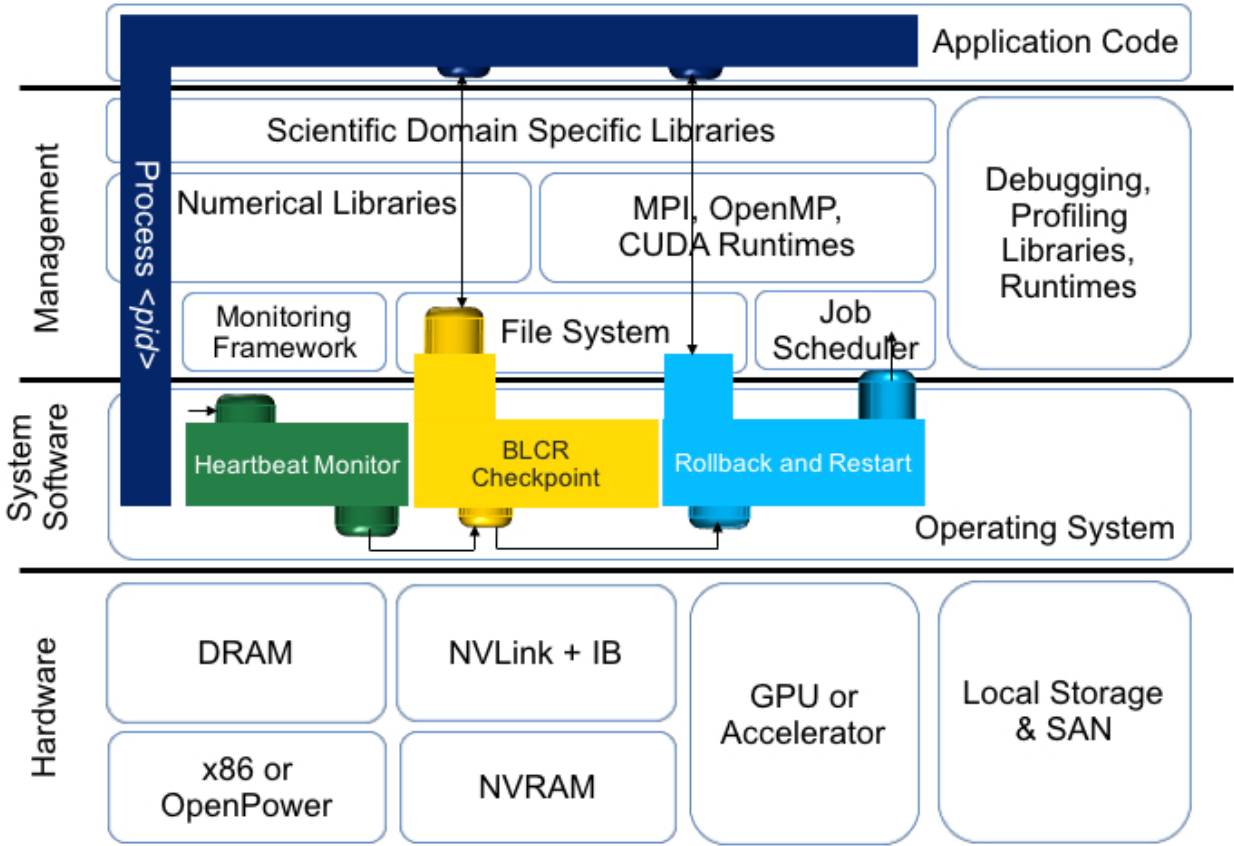 Application Code
Process <pid>
Management
Scientific Domain Specific Libraries
Numerical Libraries
MPI, OpenMP,
CUDA Runtimes
Debugging,
Profiling
Libraries,
Runtimes
Monitoring
Framework
File System
Job
Scheduler
System
Software
Heartbeat Monitor
BLCR
Checkpoint
Rollback and Restart
Operating System
Hardware
DRAM
NVLink + IB
GPU or
Accelerator
Local Storage
& SAN
x86 or
OpenPower
NVRAM